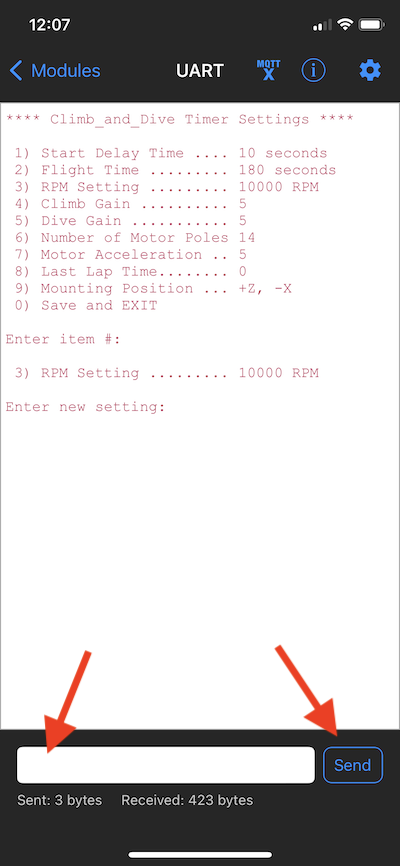 12:07
Modules
UART
MQTT
X
i
**** Climb_and_Dive Timer Settings ****
1) Start Delay Time .... 10 seconds
2) Flight Time ......... 180 seconds
3) RPM Setting ......... 10000 RPM
4) Climb Gain .......... 5
5) Dive Gain ........... 5
6) Number of Motor Poles 14
7) Motor Acceleration .. 5
8) Last Lap Time........ 0
9) Mounting Position ... +Z, -X
0) Save and EXIT
Enter item #:
3) RPM Setting ......... 10000 RPM
Enter new setting:
Send
Sent: 3 bytes Received: 423 bytes